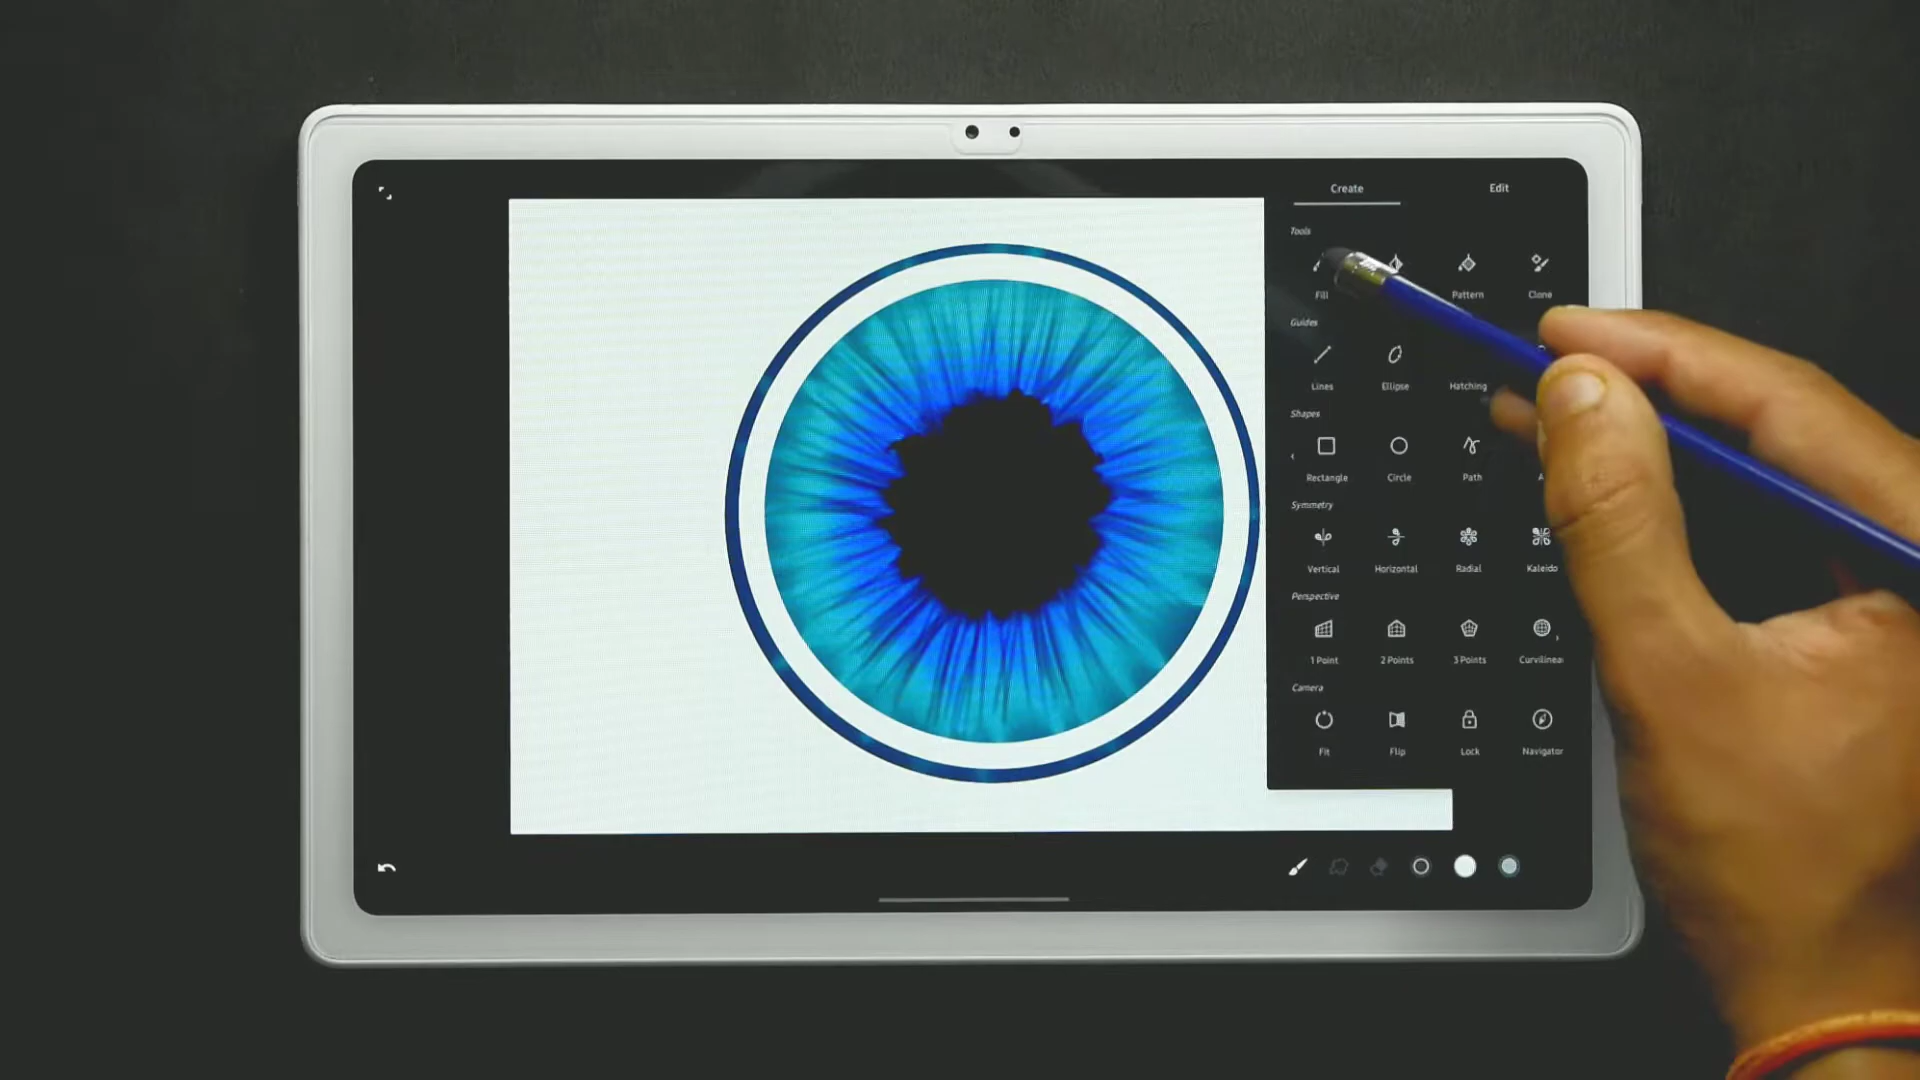 Create Edit
Tools
Fill Pattern Clone
Guides
Lines Ellipse Hatching
Shapes
Rectangle Circle Path
Symmetry
Vertical Horizontal Radial Kaleido
Perspective
1 Point 2 Points 3 Points Curvilinea
Camera
Fit Flip Lock Navigator